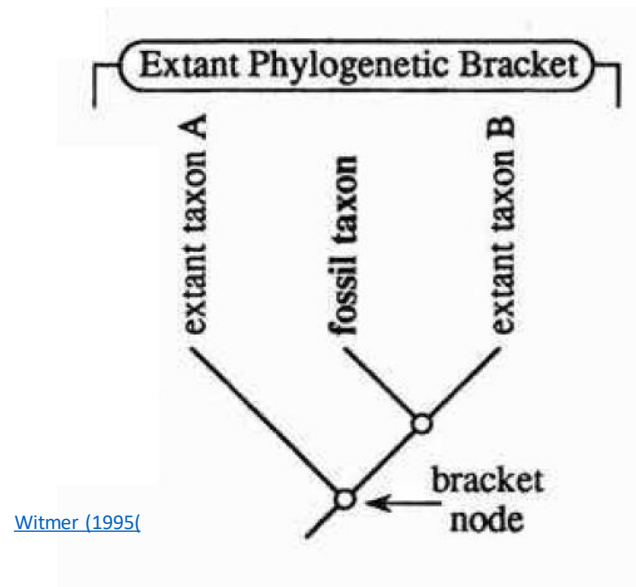 Extant Phylogenetic Bracket
extant taxon A
fossil taxon
extant taxon B
bracket
node
Witmer (1995(